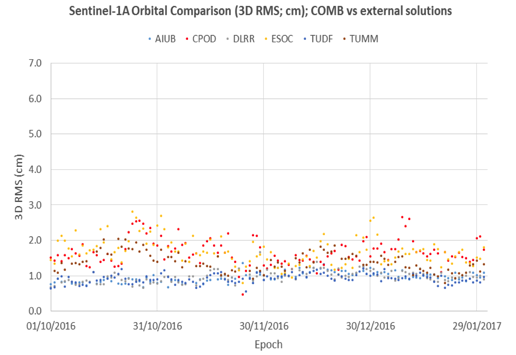 Sentinel-1A Orbital Comparison (3D RMS; cm); COMB vs external solutions
AIUB CPOD DLRR ESOC TUDF TUMM
7.0
6.0
5.0
4.0
3.0
2.0
1.0
0.0
3D RMS (cm)
01/10/2016 31/10/2016 30/11/2016 30/12/2016 29/01/2017
Epoch